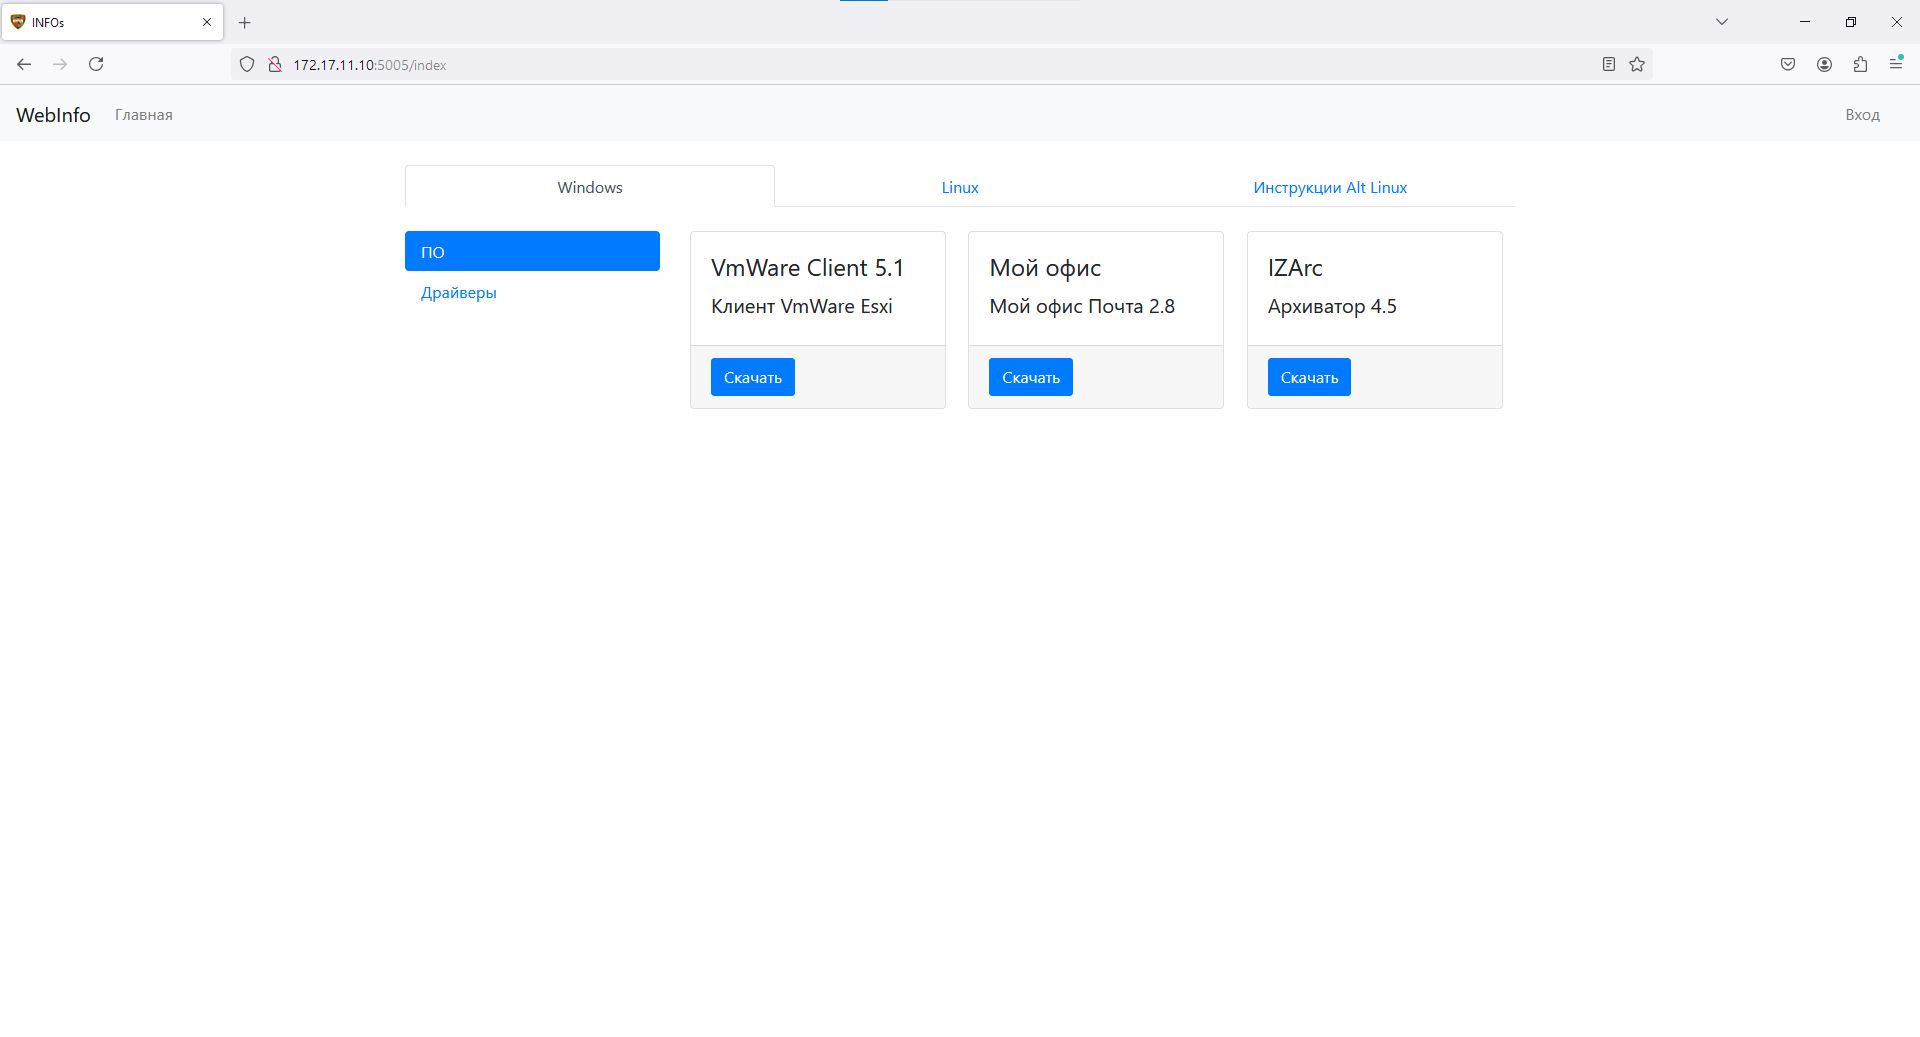 INFOs
172.17.11.10:5005/index
WebInfo Главная Вход
Windows Linux Инструкции Alt Linux
ПО
Драйверы
VmWare Client 5.1
Клиент VmWare Esxi
Скачать
Мой офис
Мой офис Почта 2.8
Скачать
IZArc
Архиватор 4.5
Скачать